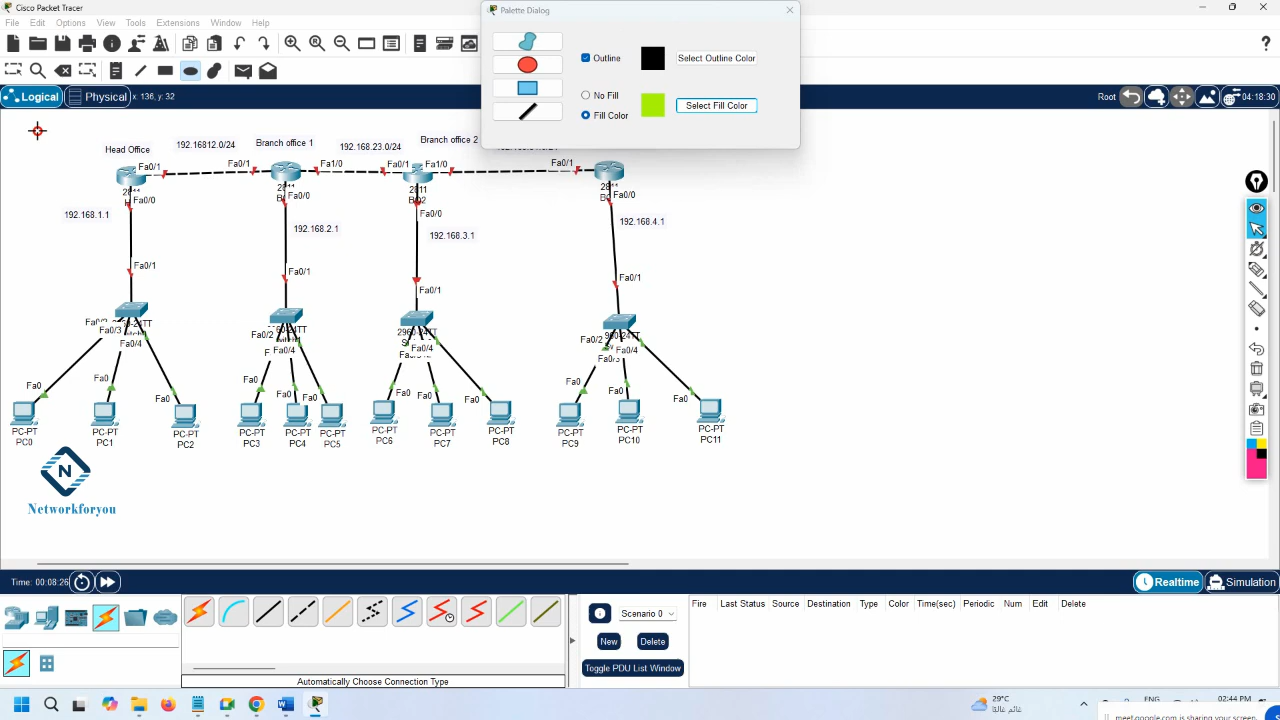 Cisco Packet Tracer
File Edit Options View Tools Extensions Window Help
Palette Dialog
Outline
Select Outline Color
No Fill
Fill Color
Select Fill Color
Logical
Physical
x: 136, y: 32
Root
04:18:30
Head Office
192.16812.0/24
Branch office 1
192.168.23.0/24
Branch office 2
Fa0/1
Fa0/1
Fa1/0
Fa0/1
Fa1/0
Fa0/1
2811
Fa0/0
Fa0/0
Fa0/0
Fa0/0
192.168.1.1
192.168.2.1
192.168.3.1
192.168.4.1
Fa0/1
Fa0/1
Fa0/1
Fa0/1
Fa0/3
Fa0/4
Fa0/2
Fa0/4
2960-24TT
Fa0/4
Fa0/2
Fa0/4
Fa0
Fa0
Fa0
Fa0
Fa0
Fa0
Fa0
Fa0
Fa0
Fa0
Fa0
Fa0
PC-PT
PC0
PC-PT
PC1
PC-PT
PC2
PC-PT
PC3
PC-PT
PC4
PC-PT
PC5
PC-PT
PC6
PC-PT
PC7
PC-PT
PC8
PC-PT
PC9
PC-PT
PC10
PC-PT
PC11
N
Networkforyou
Time: 00:08:26
Realtime
Simulation
Scenario 0
New
Delete
Toggle PDU List Window
Fire Last Status Source Destination Type Color Time(sec) Periodic Num Edit Delete
Automatically Choose Connection Type
29°C
غائم غالبًا
ENG
02:44 PM
meet.google.com is sharing your screen.